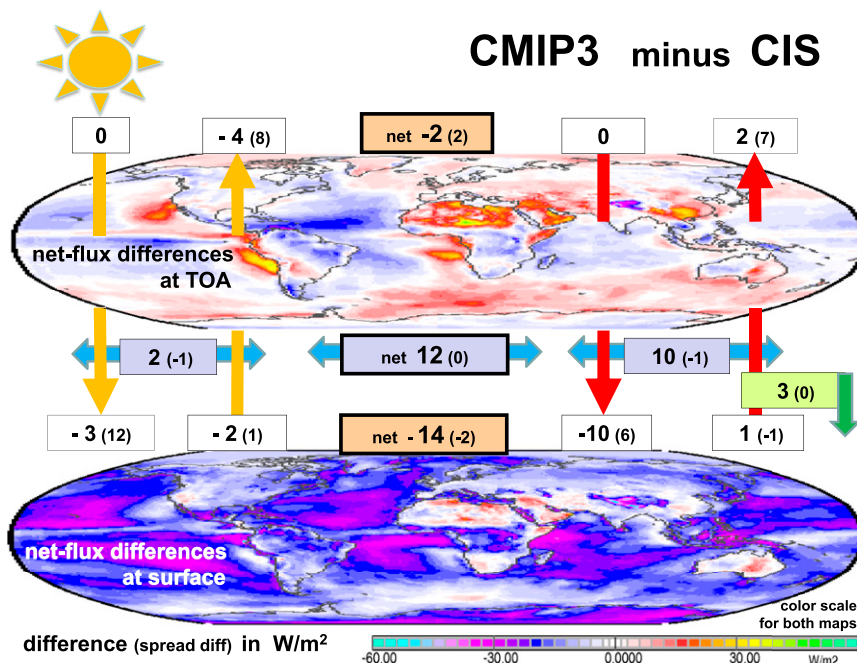 CMIP3 minus CIS
0
- 4 (8)
net -2 (2)
0
2 (7)
net-flux differences
at TOA
2 (-1)
net 12 (0)
10 (-1)
3 (0)
- 3 (12)
- 2 (1)
net - 14 (-2)
-10 (6)
1 (-1)
net-flux differences
at surface
color scale
for both maps
difference (spread diff) in W/m²
-60.00
-30.00
0.0000
30.00
W/m2